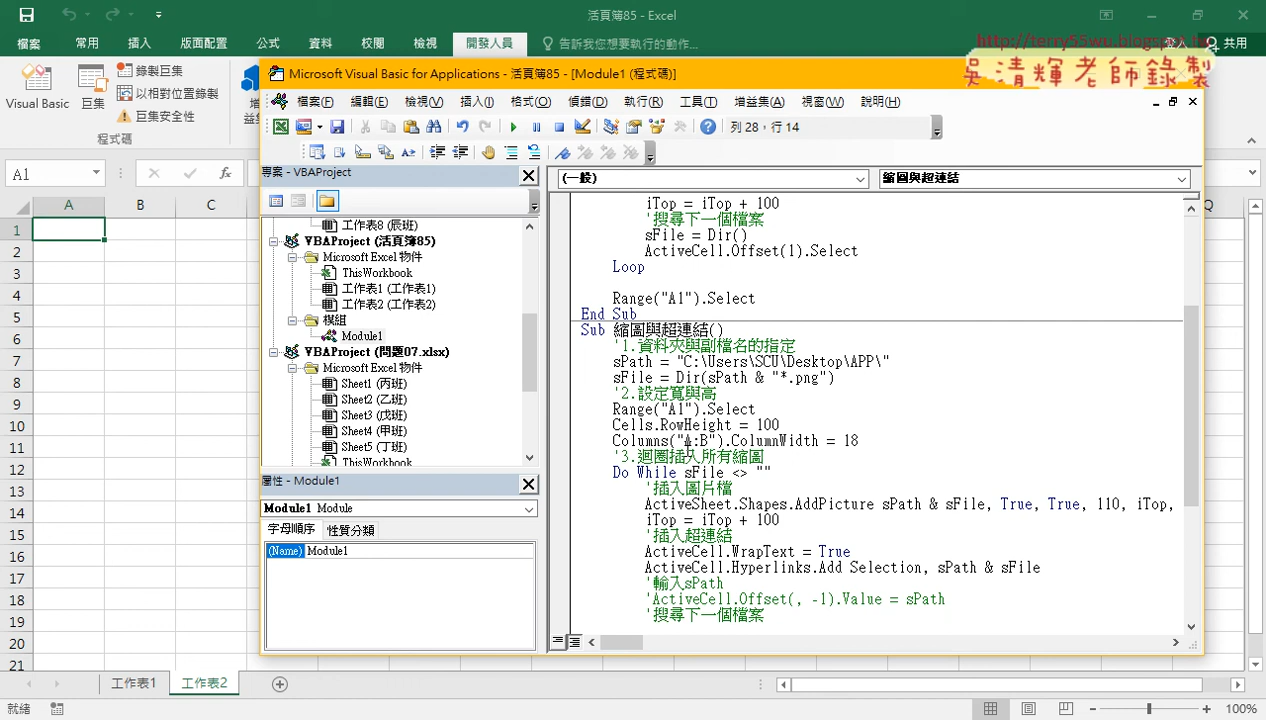 活頁簿85 - Excel
http://terry55wu.blogspot.tw
吳清輝老師錄製
檔案 常用 插入 版面配置 公式 資料 校閱 檢視 開發人員 告訴我您想要執行的動作... 登入 共用
Visual Basic 巨集 錄製巨集
以相對位置錄製
巨集安全性
程式碼
Microsoft Visual Basic for Applications - 活頁簿85 - [Module1 (程式碼)]
檔案(F) 編輯(E) 檢視(V) 插入(I) 格式(O) 偵錯(D) 執行(R) 工具(T) 增益集(A) 視窗(W) 說明(H)
列 28，行 14
專案 - VBAProject
工作表8 (辰班)
VBAProject (活頁簿85)
Microsoft Excel 物件
ThisWorkbook
工作表1 (工作表1)
工作表2 (工作表2)
模組
Module1
VBAProject (問題07.xlsx)
Microsoft Excel 物件
Sheet1 (丙班)
Sheet2 (乙班)
Sheet3 (戊班)
Sheet4 (甲班)
Sheet5 (丁班)
ThisWorkbook
屬性 - Module1
Module1 Module
字母順序 性質分類
(Name) Module1
(一般) 縮圖與超連結
iTop = iTop + 100
'搜尋下一個檔案
sFile = Dir()
ActiveCell.Offset(1).Select
Loop
Range("A1").Select
End Sub
Sub 縮圖與超連結()
'1.資料夾與副檔名的指定
sPath = "C:\Users\SCU\Desktop\APP\"
sFile = Dir(sPath & "*.png")
'2.設定寬與高
Range("A1").Select
Cells.RowHeight = 100
Columns("A:B").ColumnWidth = 18
'3.迴圈插入所有縮圖
Do While sFile <> ""
'插入圖片檔
ActiveSheet.Shapes.AddPicture sPath & sFile, True, True, 110, iTop,
iTop = iTop + 100
'插入超連結
ActiveCell.WrapText = True
ActiveCell.Hyperlinks.Add Selection, sPath & sFile
'輸入sPath
'ActiveCell.Offset(, -1).Value = sPath
'搜尋下一個檔案
A1
A B C Q
1
2
3
4
5
6
7
8
9
10
11
12
13
14
15
16
17
18
19
20
21
工作表1 工作表2
就緒 100%